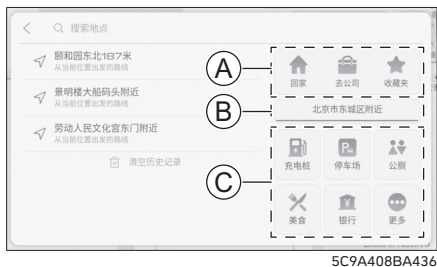 搜索地点
颐和园东北187米
从当前位置出发的路线
景明楼大船码头附近
从当前位置出发的路线
劳动人民文化宫东门附近
从当前位置出发的路线
清空历史记录
A
回家 去公司 收藏夹
B
北京市东城区附近
C
充电桩 停车场 公厕
美食 银行 更多
5C9A408BA436